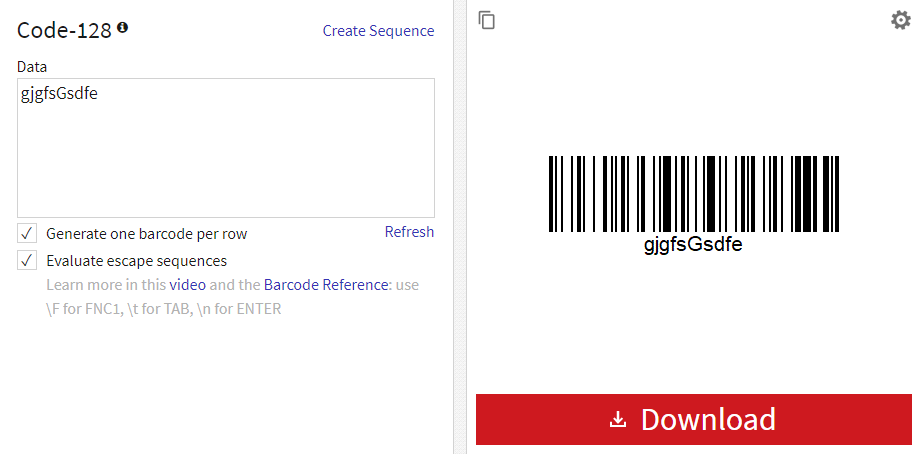 Code-128
Create Sequence
Data
gjgfsGsdfe
Generate one barcode per row
Refresh
Evaluate escape sequences
Learn more in this video and the Barcode Reference: use
\F for FNC1, \t for TAB, \n for ENTER
gjgfsGsdfe
Download